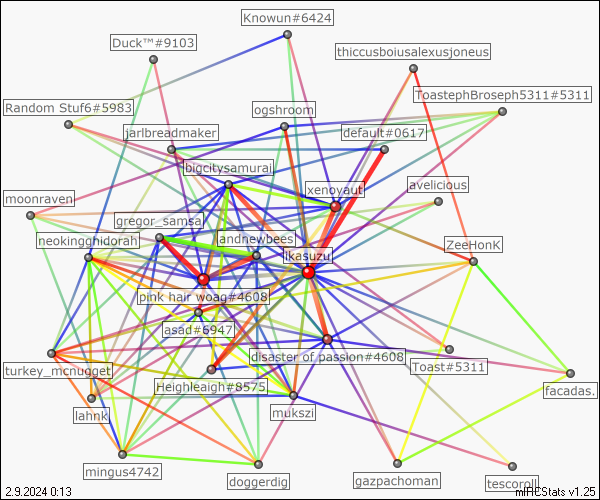 Knowun#6424
Duck™#9103
thiccusboiusalexusjoneus
ToastephBroseph5311#5311
Random Stuf6#5983
ogshroom
jarlbreadmaker
default#0617
bigcitysamurai
xenoyaut
avelicious
moonraven
gregor_samsa
neokingghidorah
andnewbees
ZeeHonK
ikasuzu
pink hair woag#4608
asad#6947
disaster of passion#4608
turkey_mcnugget
Toast#5311
Heighleaigh#8575
facadas.
lahnk
mukszi
mingus4742
doggerdig
gazpachoman
tescoroll
2.9.2024 0:13
mIRCStats v1.25